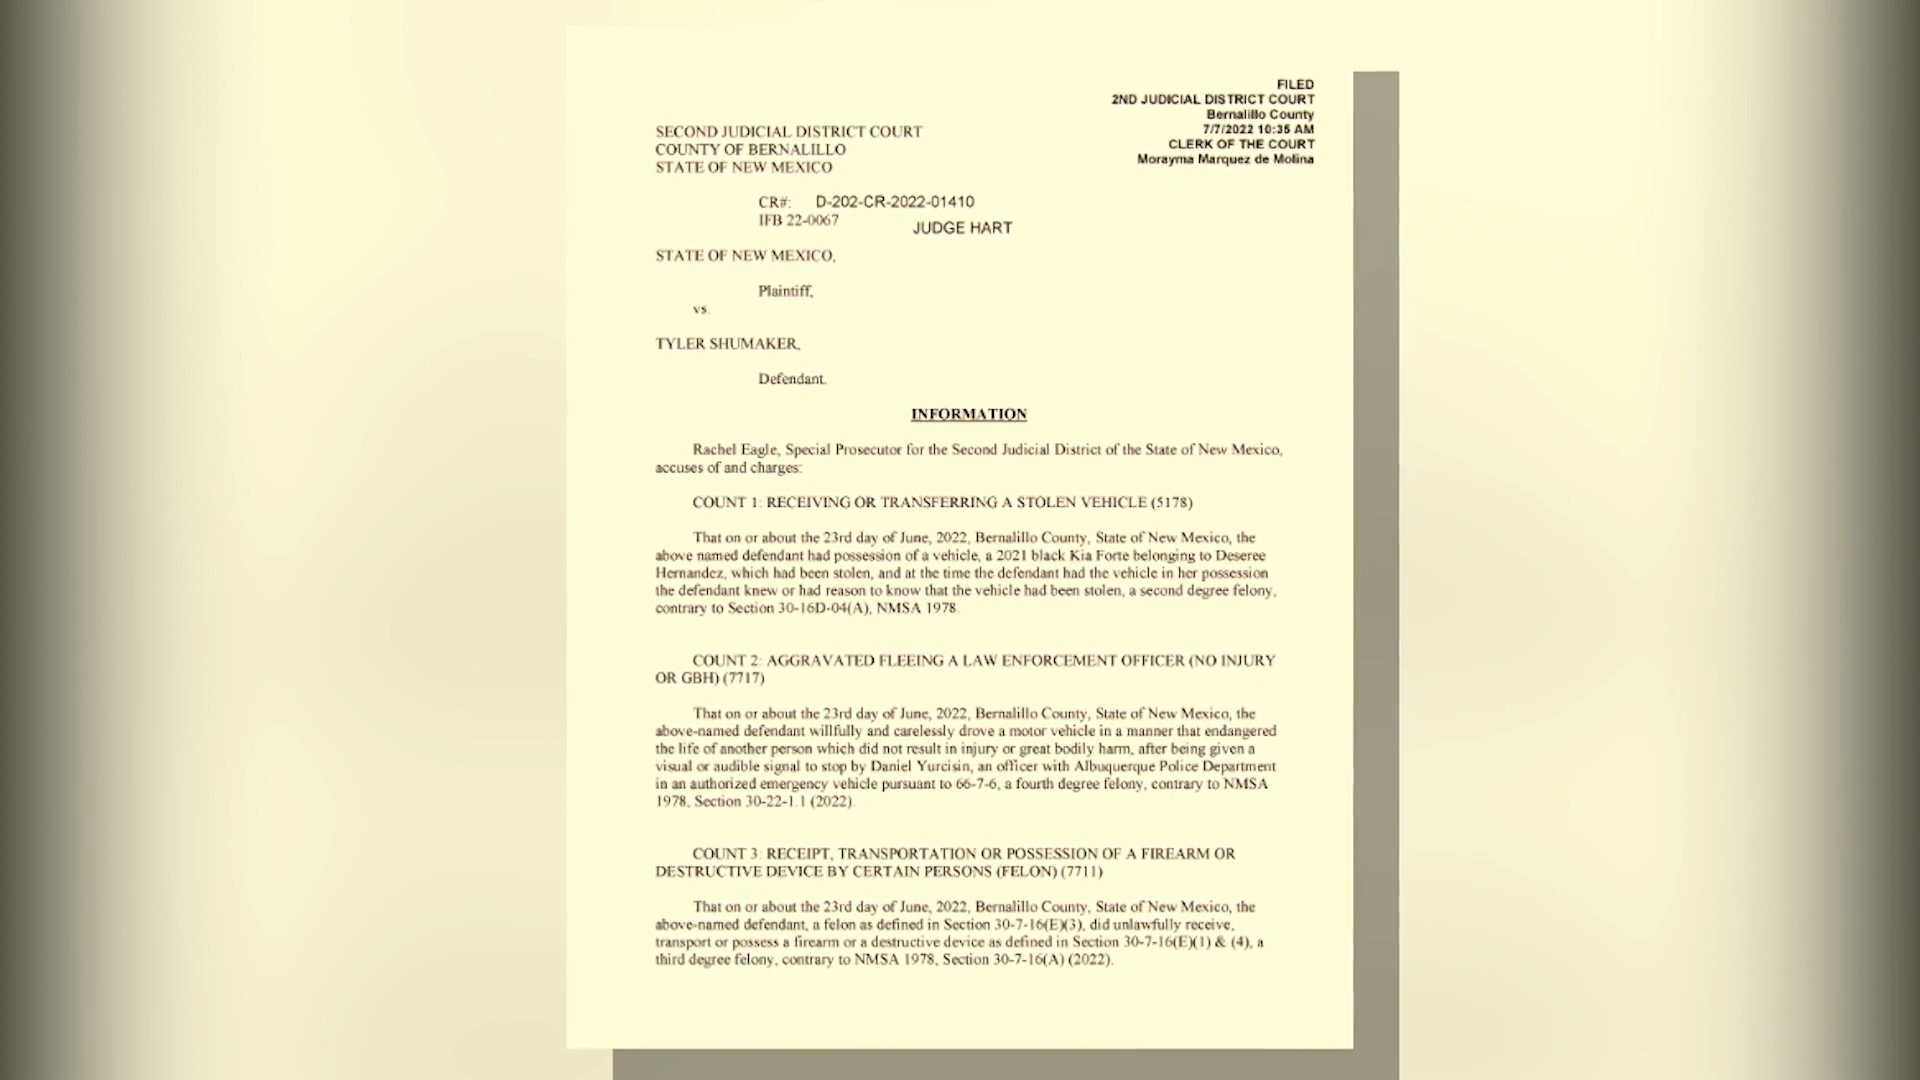 FILED
2ND JUDICIAL DISTRICT COURT
Bernalillo County
7/7/2022 10:35 AM
CLERK OF THE COURT
Morayma Marquez de Molina
SECOND JUDICIAL DISTRICT COURT
COUNTY OF BERNALILLO
STATE OF NEW MEXICO
CR#: D-202-CR-2022-01410
IFB 22-0067
JUDGE HART
STATE OF NEW MEXICO,
Plaintiff,
vs.
TYLER SHUMAKER,
Defendant.
INFORMATION
Rachel Eagle, Special Prosecutor for the Second Judicial District of the State of New Mexico,
accuses of and charges:
COUNT 1: RECEIVING OR TRANSFERRING A STOLEN VEHICLE (5178)
That on or about the 23rd day of June, 2022, Bernalillo County, State of New Mexico, the
above named defendant had possession of a vehicle, a 2021 black Kia Forte belonging to Deseree
Hernandez, which had been stolen, and at the time the defendant had the vehicle in her possession
the defendant knew or had reason to know that the vehicle had been stolen, a second degree felony,
contrary to Section 30-16D-04(A), NMSA 1978.
COUNT 2: AGGRAVATED FLEEING A LAW ENFORCEMENT OFFICER (NO INJURY
OR GBH) (7717)
That on or about the 23rd day of June, 2022, Bernalillo County, State of New Mexico, the
above-named defendant willfully and carelessly drove a motor vehicle in a manner that endangered
the life of another person which did not result in injury or great bodily harm, after being given a
visual or audible signal to stop by Daniel Yurcisin, an officer with Albuquerque Police Department
in an authorized emergency vehicle pursuant to 66-7-6, a fourth degree felony, contrary to NMSA
1978, Section 30-22-1.1 (2022).
COUNT 3: RECEIPT, TRANSPORTATION OR POSSESSION OF A FIREARM OR
DESTRUCTIVE DEVICE BY CERTAIN PERSONS (FELON) (7711)
That on or about the 23rd day of June, 2022, Bernalillo County, State of New Mexico, the
above-named defendant, a felon as defined in Section 30-7-16(E)(3), did unlawfully receive,
transport or possess a firearm or a destructive device as defined in Section 30-7-16(E)(1) & (4), a
third degree felony, contrary to NMSA 1978, Section 30-7-16(A) (2022).